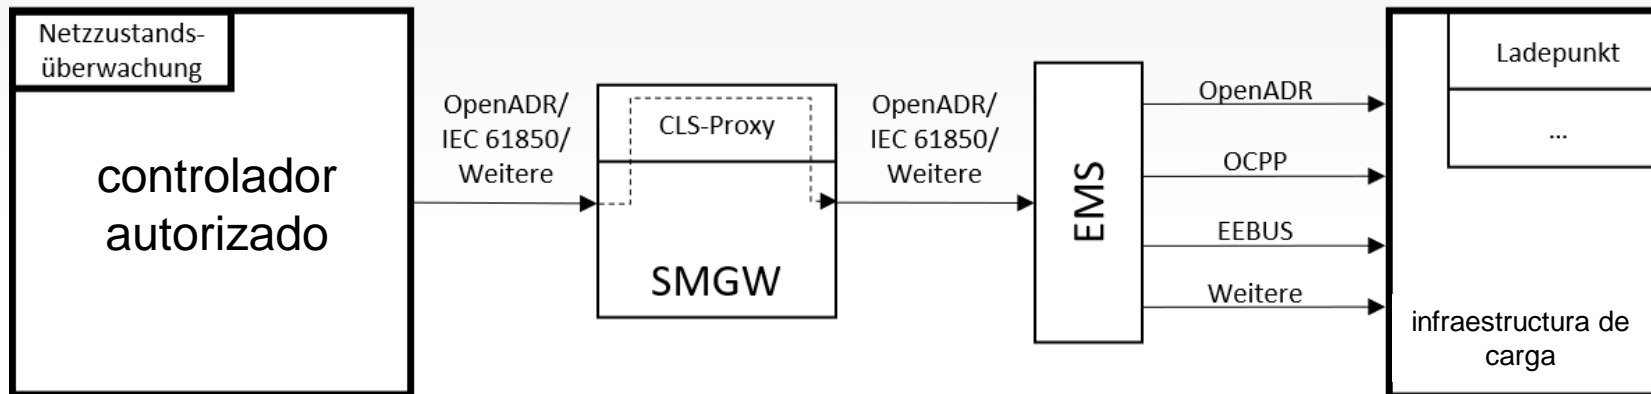 Netzzustands-
überwachung
controlador
autorizado
OpenADR/
IEC 61850/
Weitere
CLS-Proxy
SMGW
OpenADR/
IEC 61850/
Weitere
EMS
OpenADR
OCPP
EEBUS
Weitere
Ladepunkt
...
infraestructura de
carga